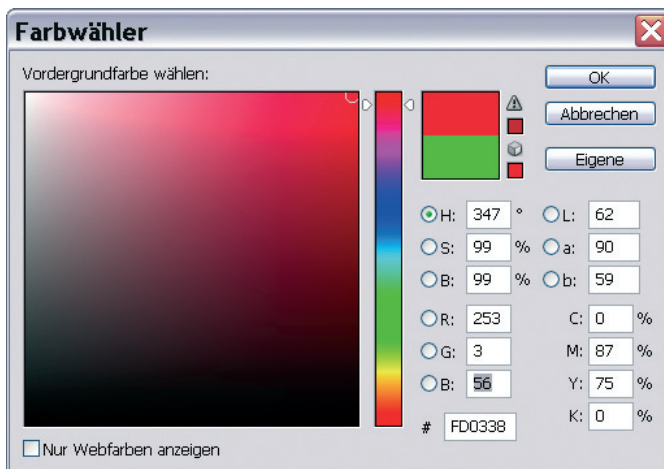 Farbwähler
Vordergrundfarbe wählen:
OK
Abbrechen
Eigene
H: 347 ° L: 62
S: 99 % a: 90
B: 99 % b: 59
R: 253 C: 0 %
G: 3 M: 87 %
B: 56 Y: 75 %
# FD0338 K: 0 %
Nur Webfarben anzeigen